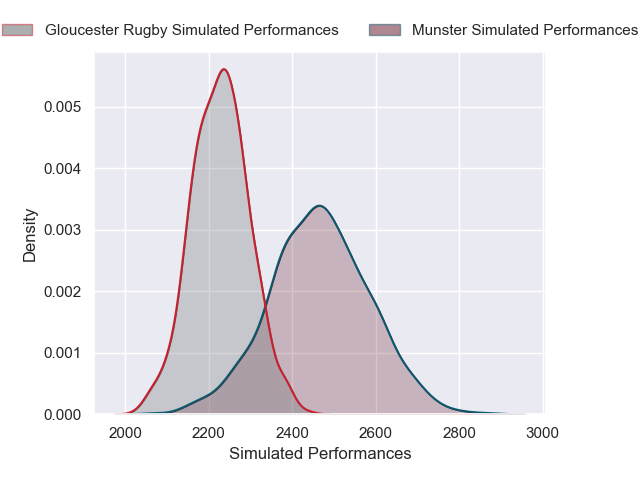 Gloucester Rugby Simulated Performances
Munster Simulated Performances
0.005
0.004
0.003
0.002
0.001
0.000
Density
2000 2200 2400 2600 2800 3000
Simulated Performances